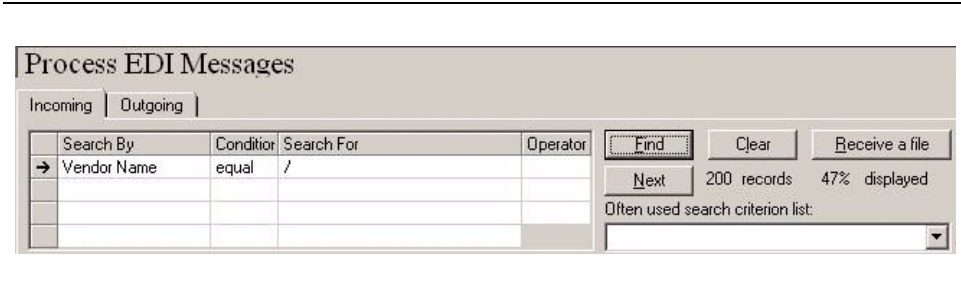 Process EDI Messages
Incoming Outgoing
Search By Condition Search For Operator
Vendor Name equal /
Find Clear Receive a file
Next 200 records 47% displayed
Often used search criterion list: